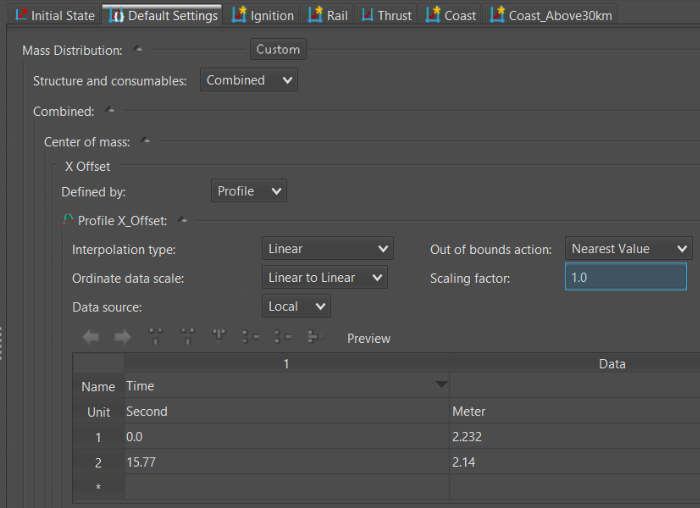 Initial State Default Settings Ignition Rail Thrust Coast Coast_Above30km
Mass Distribution: Custom
Structure and consumables: Combined
Combined:
Center of mass:
X Offset
Defined by: Profile
Profile X_Offset:
Interpolation type: Linear Out of bounds action: Nearest Value
Ordinate data scale: Linear to Linear Scaling factor: 1.0
Data source: Local
Preview
1 Data
Name Time
Unit Second Meter
1 0.0 2.232
2 15.77 2.14
*